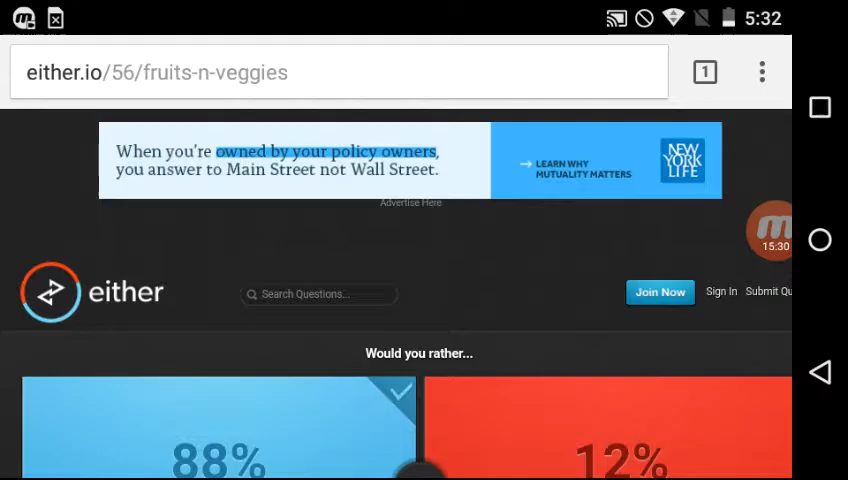 5:32
either.io/56/fruits-n-veggies
1
When you're owned by your policy owners,
you answer to Main Street not Wall Street.
LEARN WHY
MUTUALITY MATTERS
NEW
YORK
LIFE
Advertise Here
15:30
either
Search Questions...
Join Now
Sign In
Submit Qu
Would you rather...
88%
12%